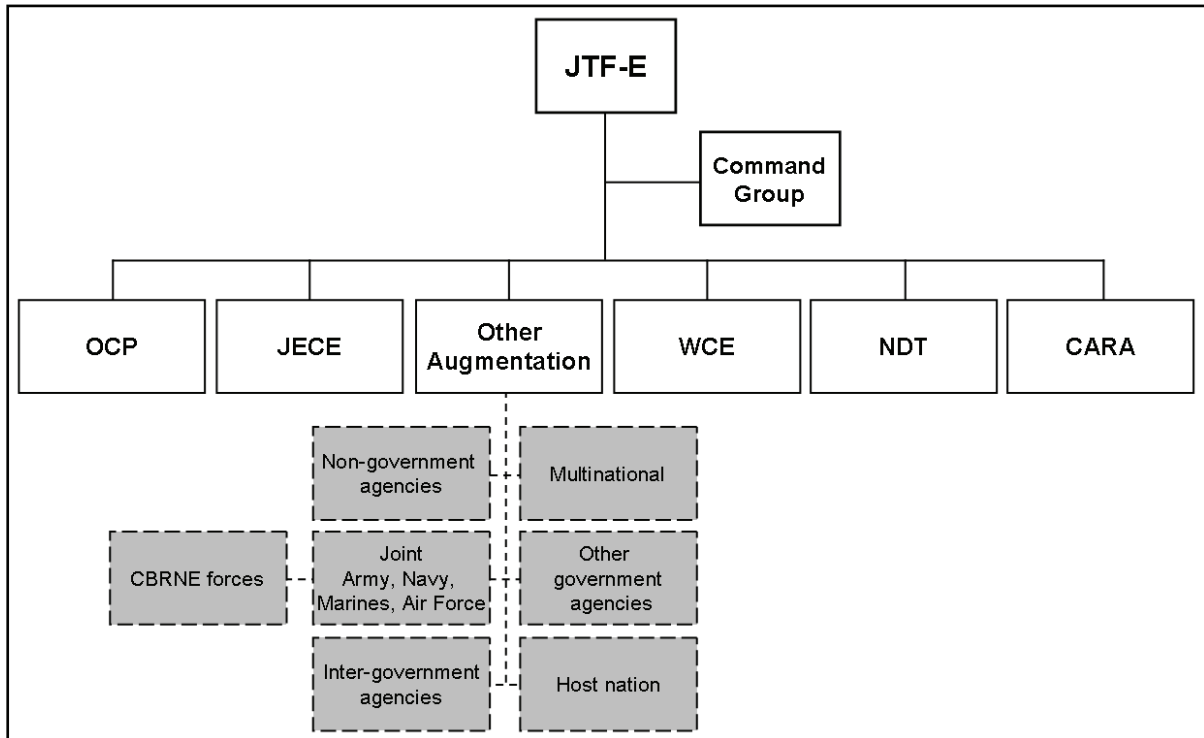 JTF-E
Command
Group
OCP
JECE
Other
Augmentation
WCE
NDT
CARA
Non-government
agencies
Multinational
CBRNE forces
Joint
Army, Navy,
Marines, Air Force
Other
government
agencies
Inter-government
agencies
Host nation